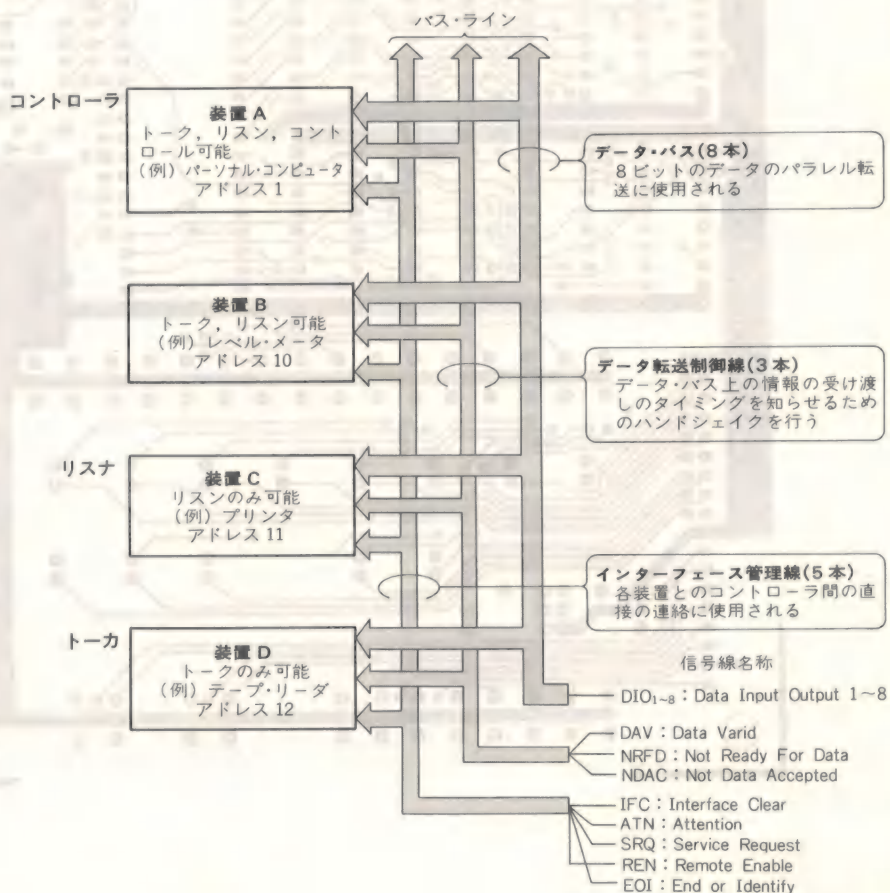 バス・ライン
コントローラ
装置A
トーク，リスン，コント
ロール可能
（例）パーソナル・コンピュータ
アドレス1
データ・バス(8本)
8ビットのデータのパラレル転
送に使用される
装置B
トーク，リスン可能
（例）レベル・メータ
アドレス10
データ転送制御線(3本)
データ・バス上の情報の受け渡
しのタイミングを知らせるため
のハンドシェイクを行う
リスナ
装置C
リスンのみ可能
（例）プリンタ
アドレス11
インターフェース管理線(5本)
各装置とのコントローラ間の直
接の連絡に使用される
トーカ
装置D
トークのみ可能
（例）テープ・リーダ
アドレス12
信号線名称
DIO₁~₈：Data Input Output 1~8
DAV：Data Varid
NRFD：Not Ready For Data
NDAC：Not Data Accepted
IFC：Interface Clear
ATN：Attention
SRQ：Service Request
REN：Remote Enable
EOI：End or Identify